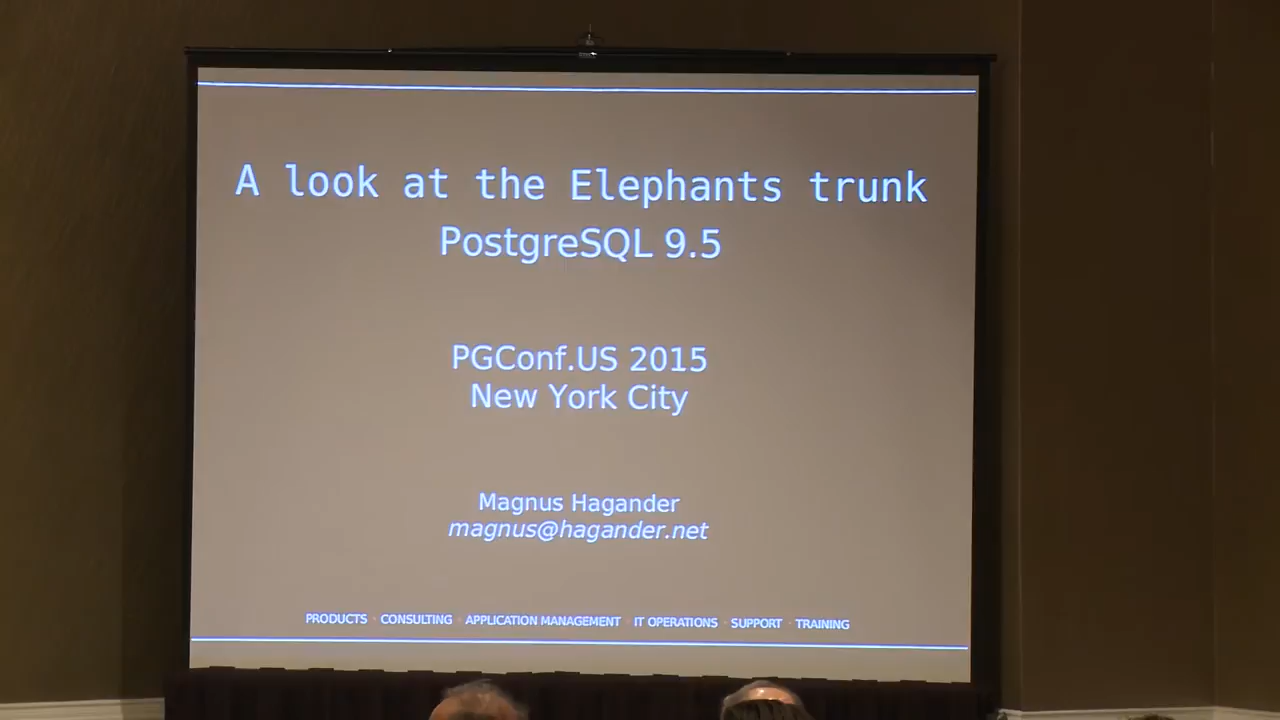 A look at the Elephants trunk
PostgreSQL 9.5
PGConf.US 2015
New York City
Magnus Hagander
magnus@hagander.net
PRODUCTS · CONSULTING · APPLICATION MANAGEMENT · IT OPERATIONS · SUPPORT · TRAINING